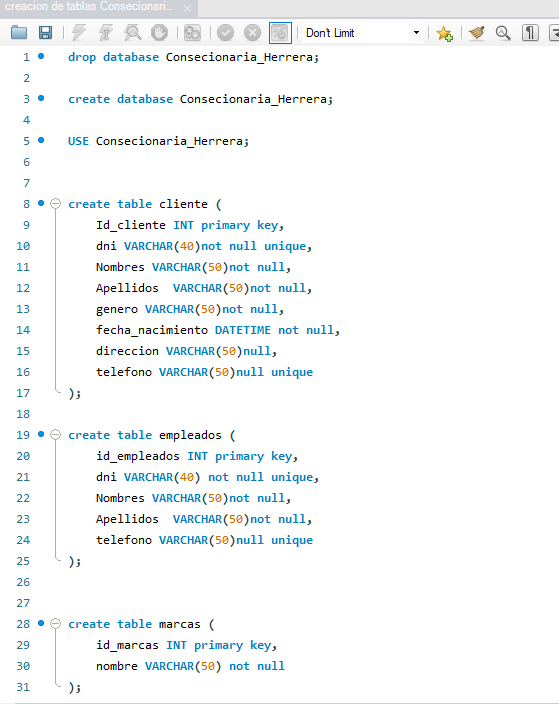 creacion de tablas Consecionari...
Don't Limit
1 drop database Consecionaria_Herrera;
2
3 create database Consecionaria_Herrera;
4
5 USE Consecionaria_Herrera;
6
7
8 create table cliente (
9 Id_cliente INT primary key,
10 dni VARCHAR(40)not null unique,
11 Nombres VARCHAR(50)not null,
12 Apellidos  VARCHAR(50)not null,
13 genero VARCHAR(50)not null,
14 fecha_nacimiento DATETIME not null,
15 direccion VARCHAR(50)null,
16 telefono VARCHAR(50)null unique
17 );
18
19 create table empleados (
20 id_empleados INT primary key,
21 dni VARCHAR(40) not null unique,
22 Nombres VARCHAR(50)not null,
23 Apellidos  VARCHAR(50)not null,
24 telefono VARCHAR(50)null unique
25 );
26
27
28 create table marcas (
29 id_marcas INT primary key,
30 nombre VARCHAR(50) not null
31 );